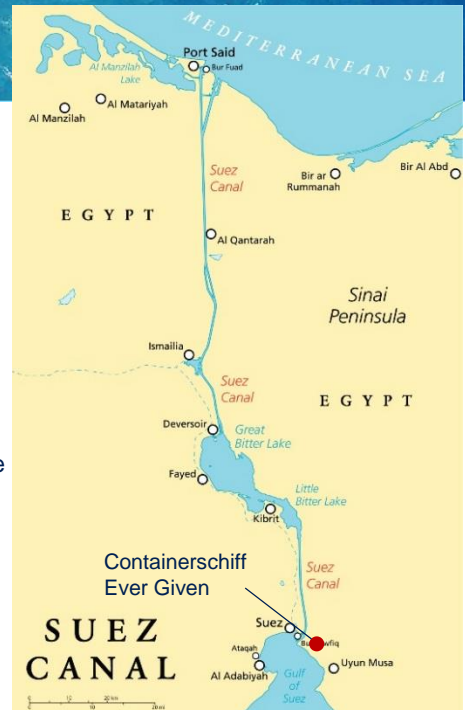 MEDITERRANEAN SEA
Port Said
Bur Fuad
Al Manzilah
Lake
Al Matariyah
Al Manzilah
Bir ar
Rummanah
Bir Al Abd
Suez
Canal
EGYPT
Al Qantarah
Sinai
Peninsula
Ismailia
Suez
Canal
EGYPT
Deversoir
Great
Bitter Lake
e
Fayed
Little
Bitter Lake
Kibrit
Containerschiff
Ever Given
Suez
Canal
SUEZ
CANAL
Suez
Ataqah
Al Adabiyah
Uyun Musa
Gulf
of
Suez